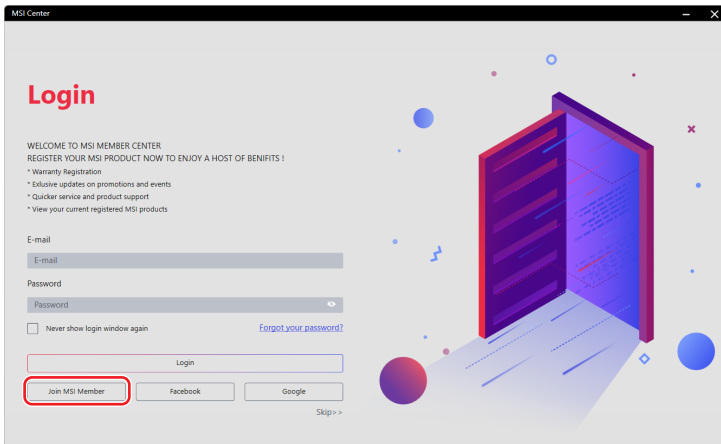 MSI Center
Login
WELCOME TO MSI MEMBER CENTER
REGISTER YOUR MSI PRODUCT NOW TO ENJOY A HOST OF BENIFITS !
* Warranty Registration
* Exlusive updates on promotions and events
* Quicker service and product support
* View your current registered MSI products
E-mail
E-mail
Password
Password
Never show login window again Forgot your password?
Login
Join MSI Member Facebook Google
Skip>>